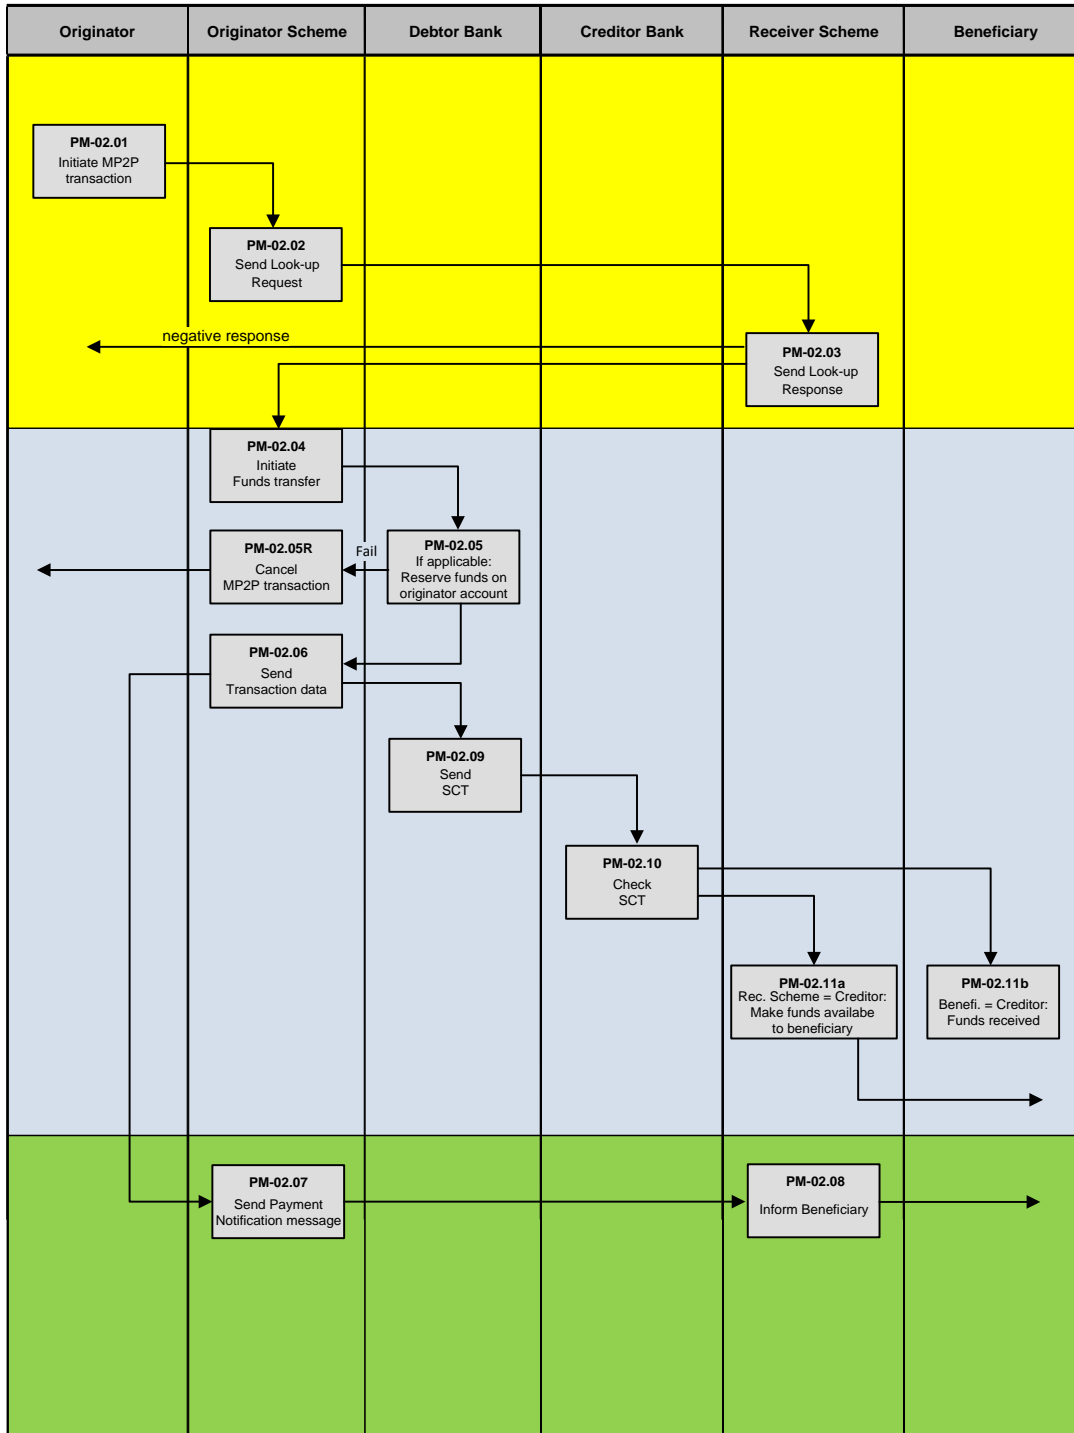 Originator
Originator Scheme
Debtor Bank
Creditor Bank
Receiver Scheme
Beneficiary
PM-02.01
Initiate MP2P
transaction
PM-02.02
Send Look-up
Request
negative response
PM-02.03
Send Look-up
Response
PM-02.04
Initiate
Funds transfer
PM-02.05R
Cancel
MP2P transaction
Fail
PM-02.05
If applicable:
Reserve funds on
originator account
PM-02.06
Send
Transaction data
PM-02.09
Send
SCT
PM-02.10
Check
SCT
PM-02.11a
Rec. Scheme = Creditor:
Make funds availabe
to beneficiary
PM-02.11b
Benefi. = Creditor:
Funds received
PM-02.07
Send Payment
Notification message
PM-02.08
Inform Beneficiary